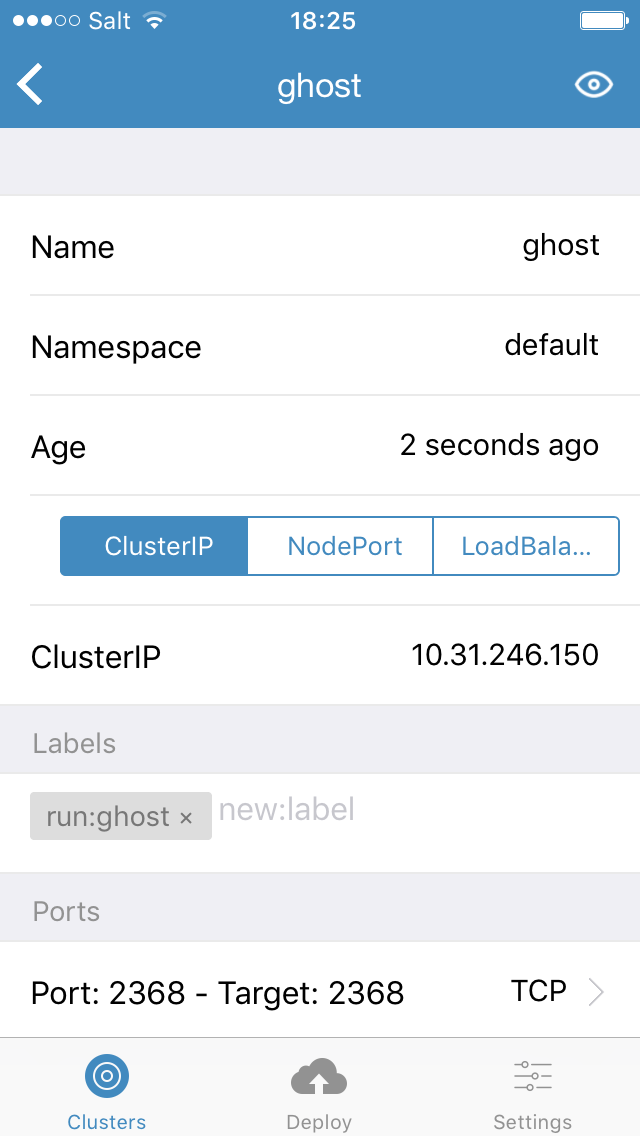 Salt 18:25
ghost
Name ghost
Namespace default
Age 2 seconds ago
ClusterIP NodePort LoadBala...
ClusterIP 10.31.246.150
Labels
run:ghost × new:label
Ports
Port: 2368 - Target: 2368 TCP
Clusters Deploy Settings